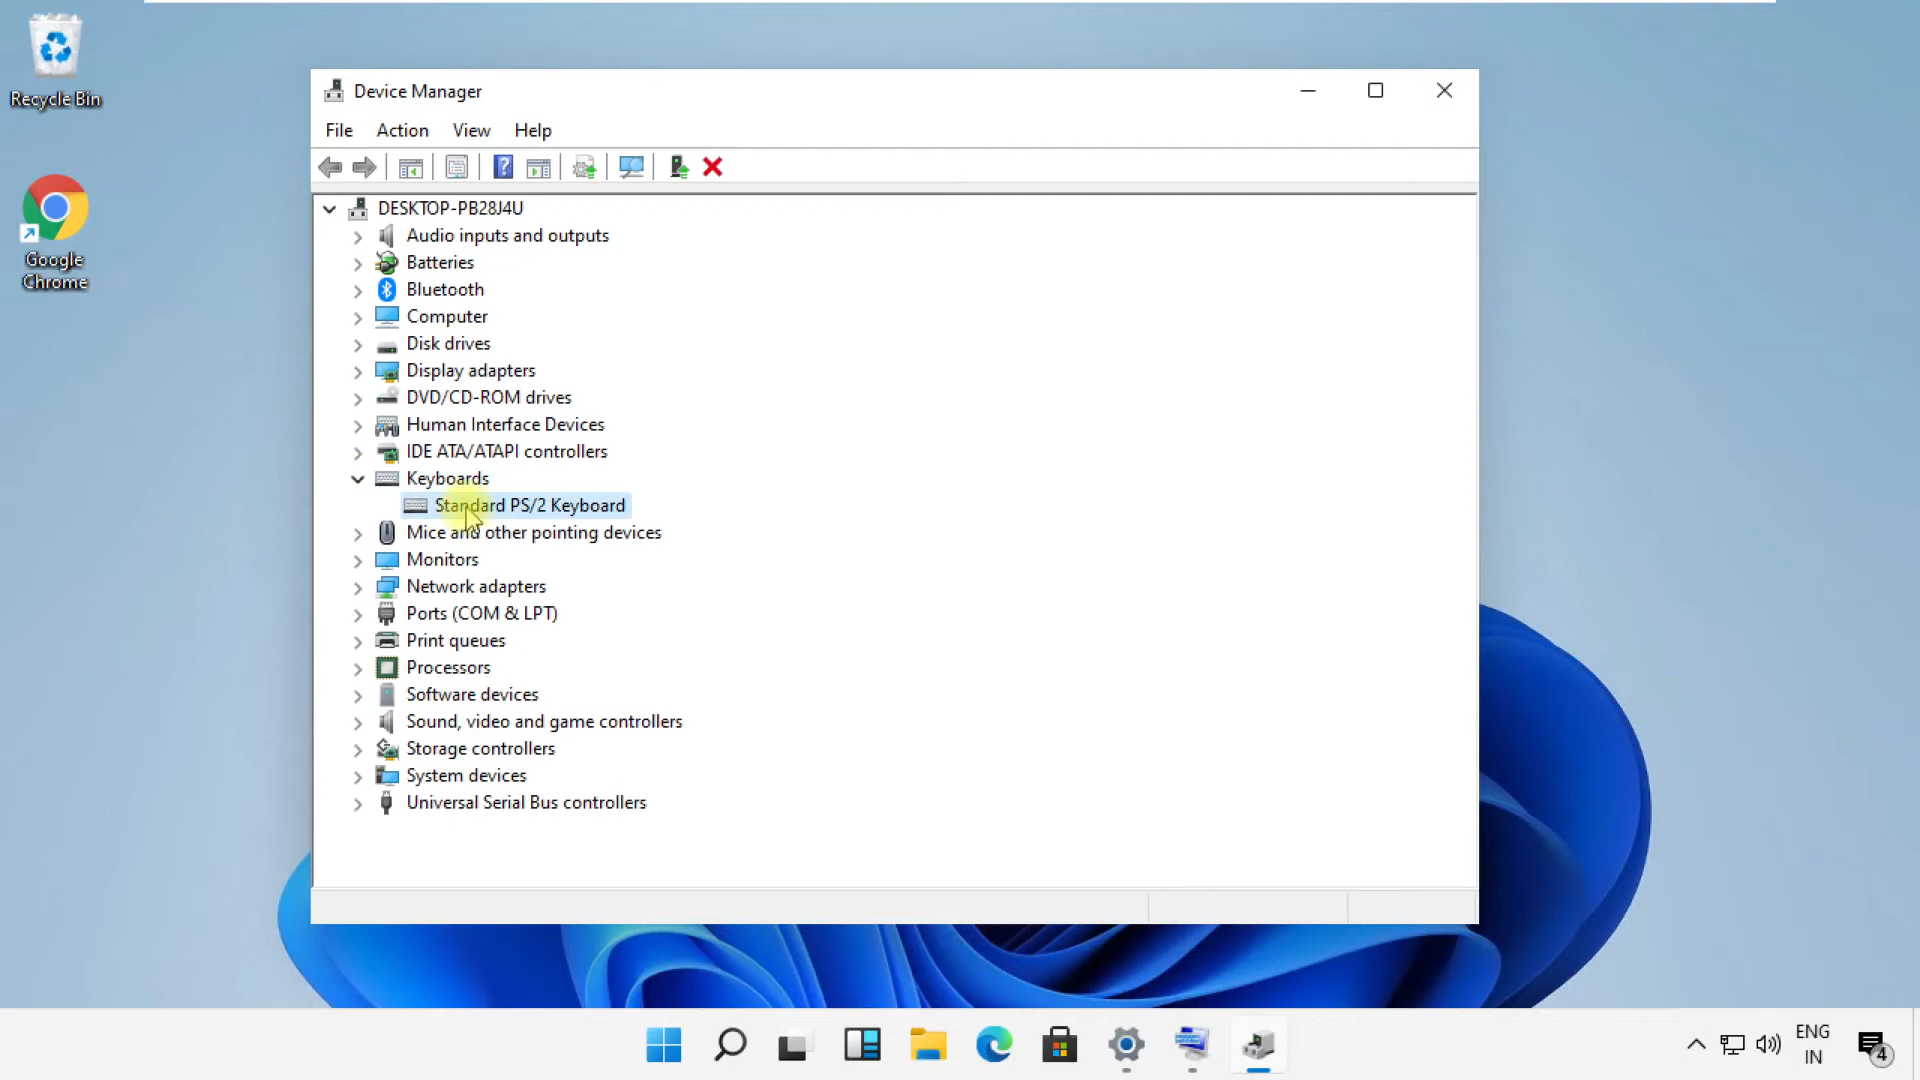 Recycle Bin
Google
Chrome
Device Manager
File Action View Help
DESKTOP-PB28J4U
Audio inputs and outputs
Batteries
Bluetooth
Computer
Disk drives
Display adapters
DVD/CD-ROM drives
Human Interface Devices
IDE ATA/ATAPI controllers
Keyboards
Standard PS/2 Keyboard
Mice and other pointing devices
Monitors
Network adapters
Ports (COM & LPT)
Print queues
Processors
Software devices
Sound, video and game controllers
Storage controllers
System devices
Universal Serial Bus controllers
ENG
IN
4